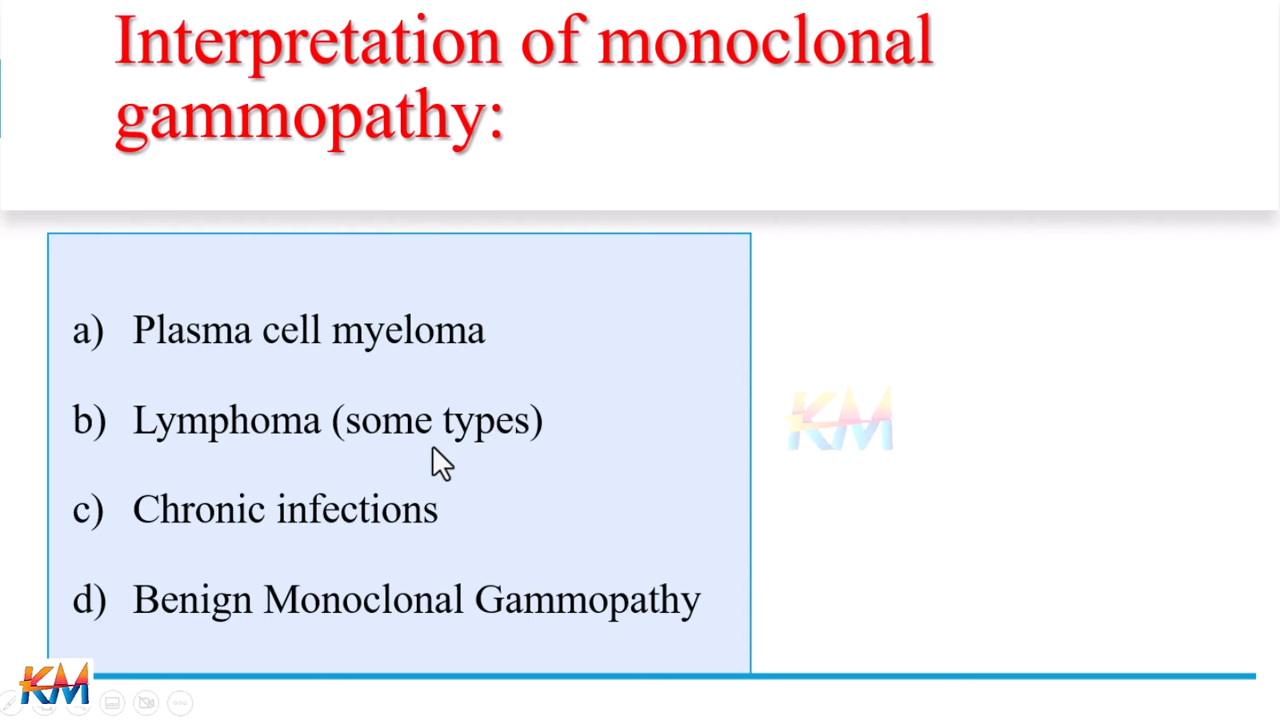 Interpretation of monoclonal
gammopathy:
a) Plasma cell myeloma
b) Lymphoma (some types)
KM
c) Chronic infections
d) Benign Monoclonal Gammopathy
KM